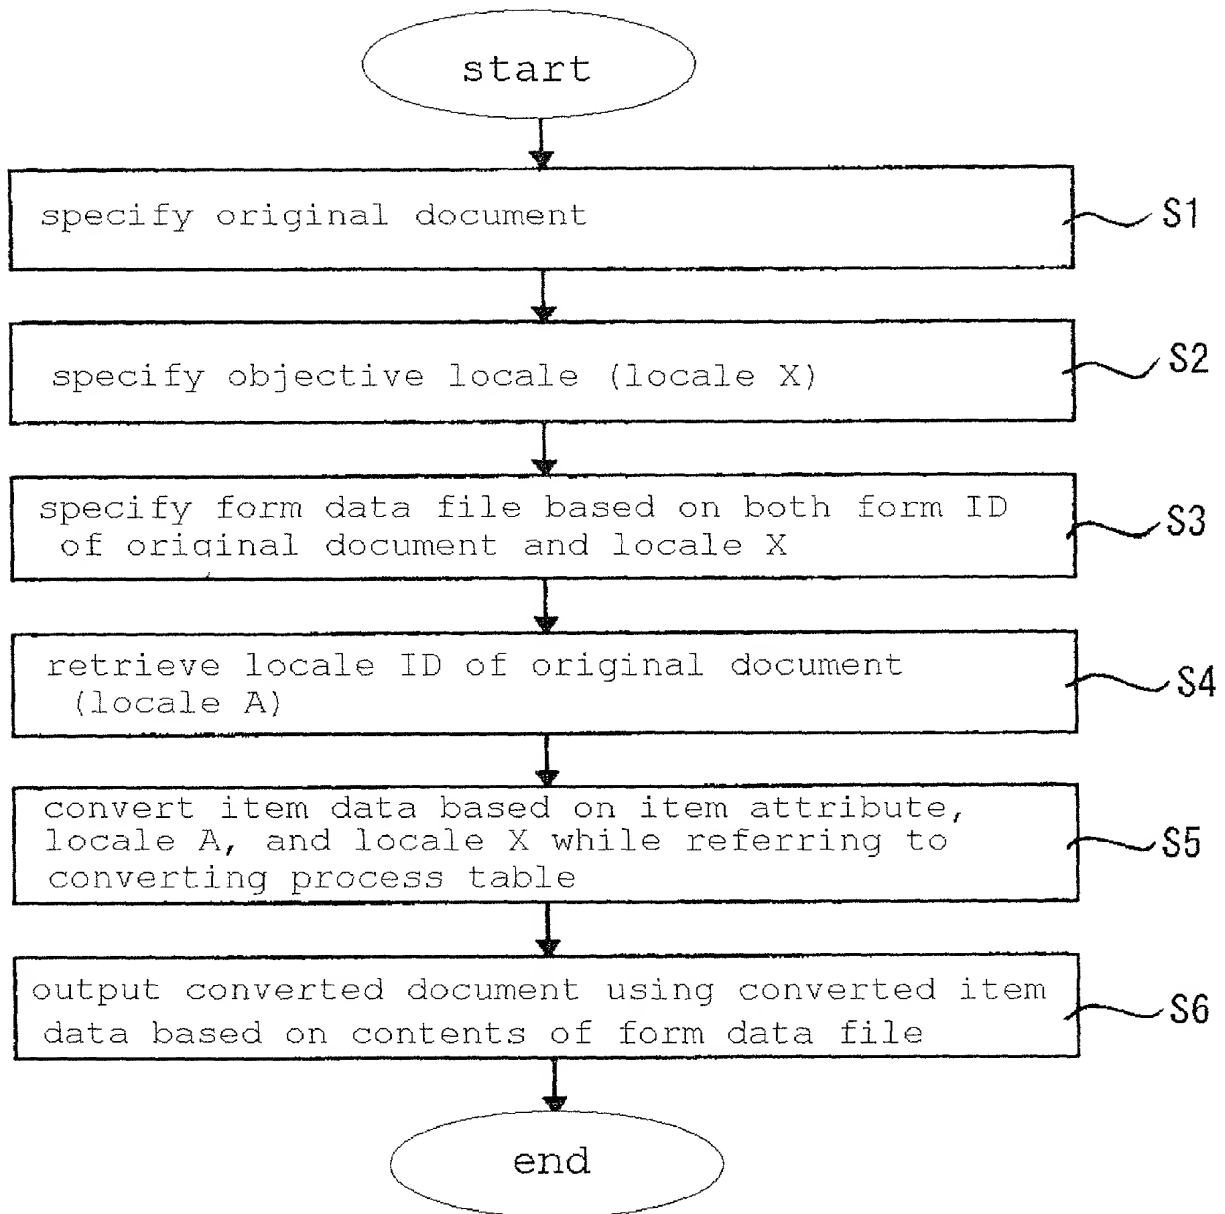 start
specify original document
S1
specify objective locale (locale X)
S2
specify form data file based on both form ID
of original document and locale X
S3
retrieve locale ID of original document
(locale A)
S4
convert item data based on item attribute,
locale A, and locale X while referring to
converting process table
S5
output converted document using converted item
data based on contents of form data file
S6
end